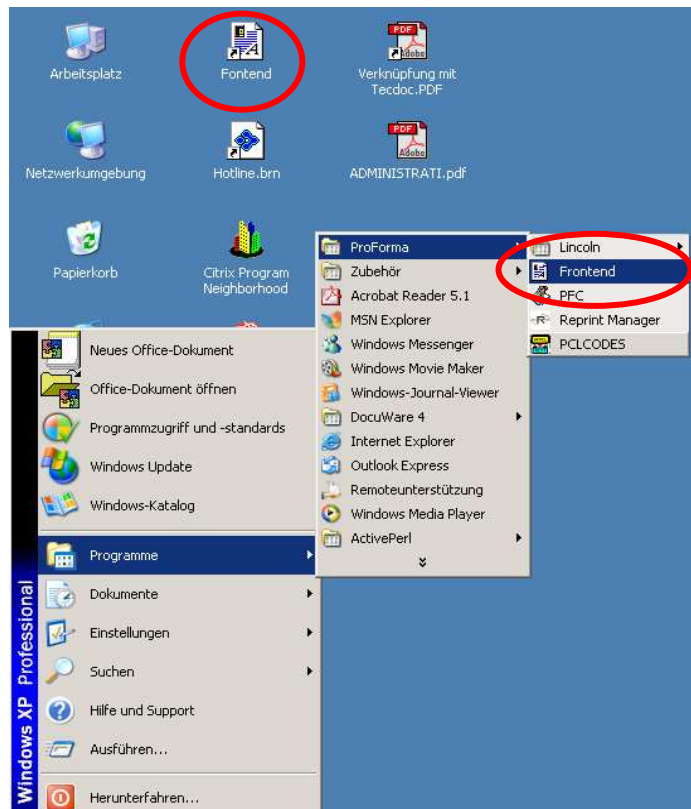 Arbeitsplatz
Fontend
Verknüpfung mit
Tecdoc.PDF
Netzwerkumgebung
Hotline.brn
ADMINISTRATI.pdf
Papierkorb
Citrix Program
Neighborhood
ProForma
Zubehör
Acrobat Reader 5.1
MSN Explorer
Windows Messenger
Windows Movie Maker
Windows-Journal-Viewer
DocuWare 4
Internet Explorer
Outlook Express
Remoteunterstützung
Windows Media Player
ActivePerl
Lincoln
Frontend
PFC
Reprint Manager
PCLCODES
Neues Office-Dokument
Office-Dokument öffnen
Programmzugriff und -standards
Windows Update
Windows-Katalog
Programme
Dokumente
Einstellungen
Suchen
Hilfe und Support
Ausführen...
Herunterfahren...
Windows XP Professional